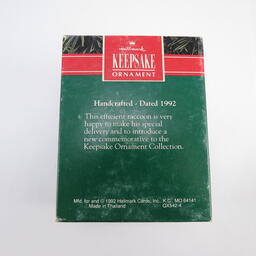 Hallmark
KEEPSAKE
ORNAMENT
Handcrafted - Dated 1992
This efficient raccoon is very
happy to make his special
delivery and to introduce a
new commemorative to the
Keepsake Ornament Collection.
Mfd. for and © 1992 Hallmark Cards, Inc., K.C., MO 64141
Made in Thailand QX542-4